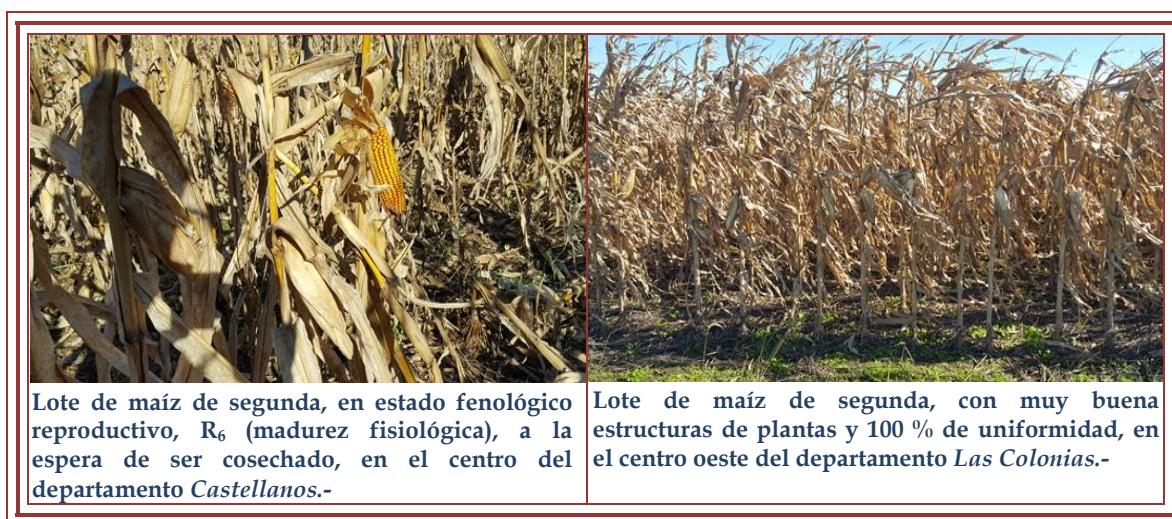 Lote de maíz de segunda, en estado fenológico
reproductivo, R₆ (madurez fisiológica), a la
espera de ser cosechado, en el centro del
departamento Castellanos.-
Lote de maíz de segunda, con muy buena
estructuras de plantas y 100 % de uniformidad, en
el centro oeste del departamento Las Colonias.-